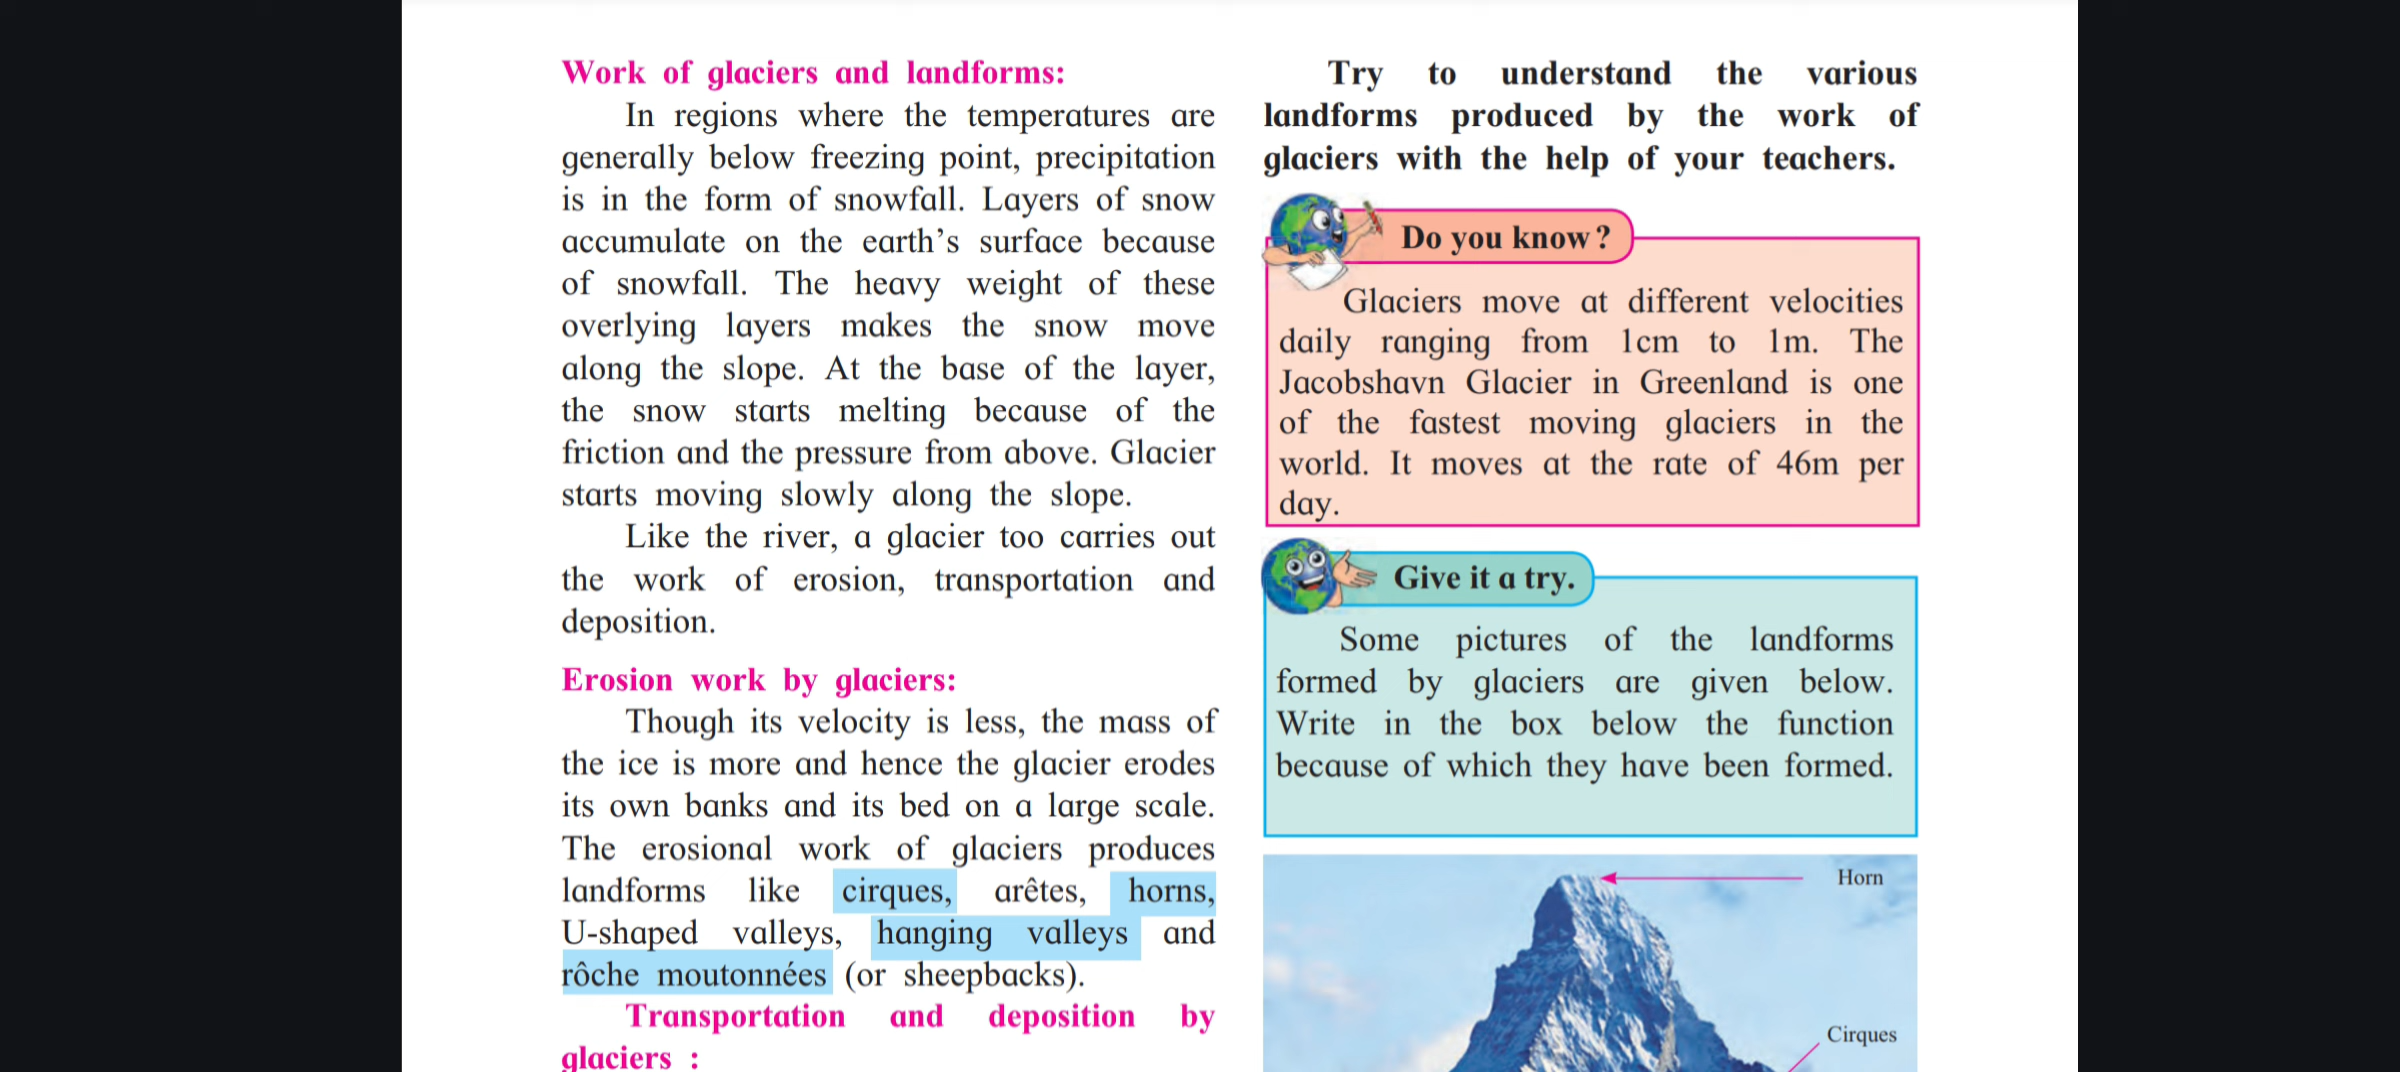 Work of glaciers and landforms:
In regions where the temperatures are
generally below freezing point, precipitation
is in the form of snowfall. Layers of snow
accumulate on the earth’s surface because
of snowfall. The heavy weight of these
overlying layers makes the snow move
along the slope. At the base of the layer,
the snow starts melting because of the
friction and the pressure from above. Glacier
starts moving slowly along the slope.
Like the river, a glacier too carries out
the work of erosion, transportation and
deposition.
Erosion work by glaciers:
Though its velocity is less, the mass of
the ice is more and hence the glacier erodes
its own banks and its bed on a large scale.
The erosional work of glaciers produces
landforms like cirques, arêtes, horns,
U-shaped valleys, hanging valleys and
rôche moutonnées (or sheepbacks).
Transportation and deposition by
glaciers :
Try to understand the various
landforms produced by the work of
glaciers with the help of your teachers.
Do you know ?
Glaciers move at different velocities
daily ranging from 1cm to 1m. The
Jacobshavn Glacier in Greenland is one
of the fastest moving glaciers in the
world. It moves at the rate of 46m per
day.
Give it a try.
Some pictures of the landforms
formed by glaciers are given below.
Write in the box below the function
because of which they have been formed.
Horn
Cirques